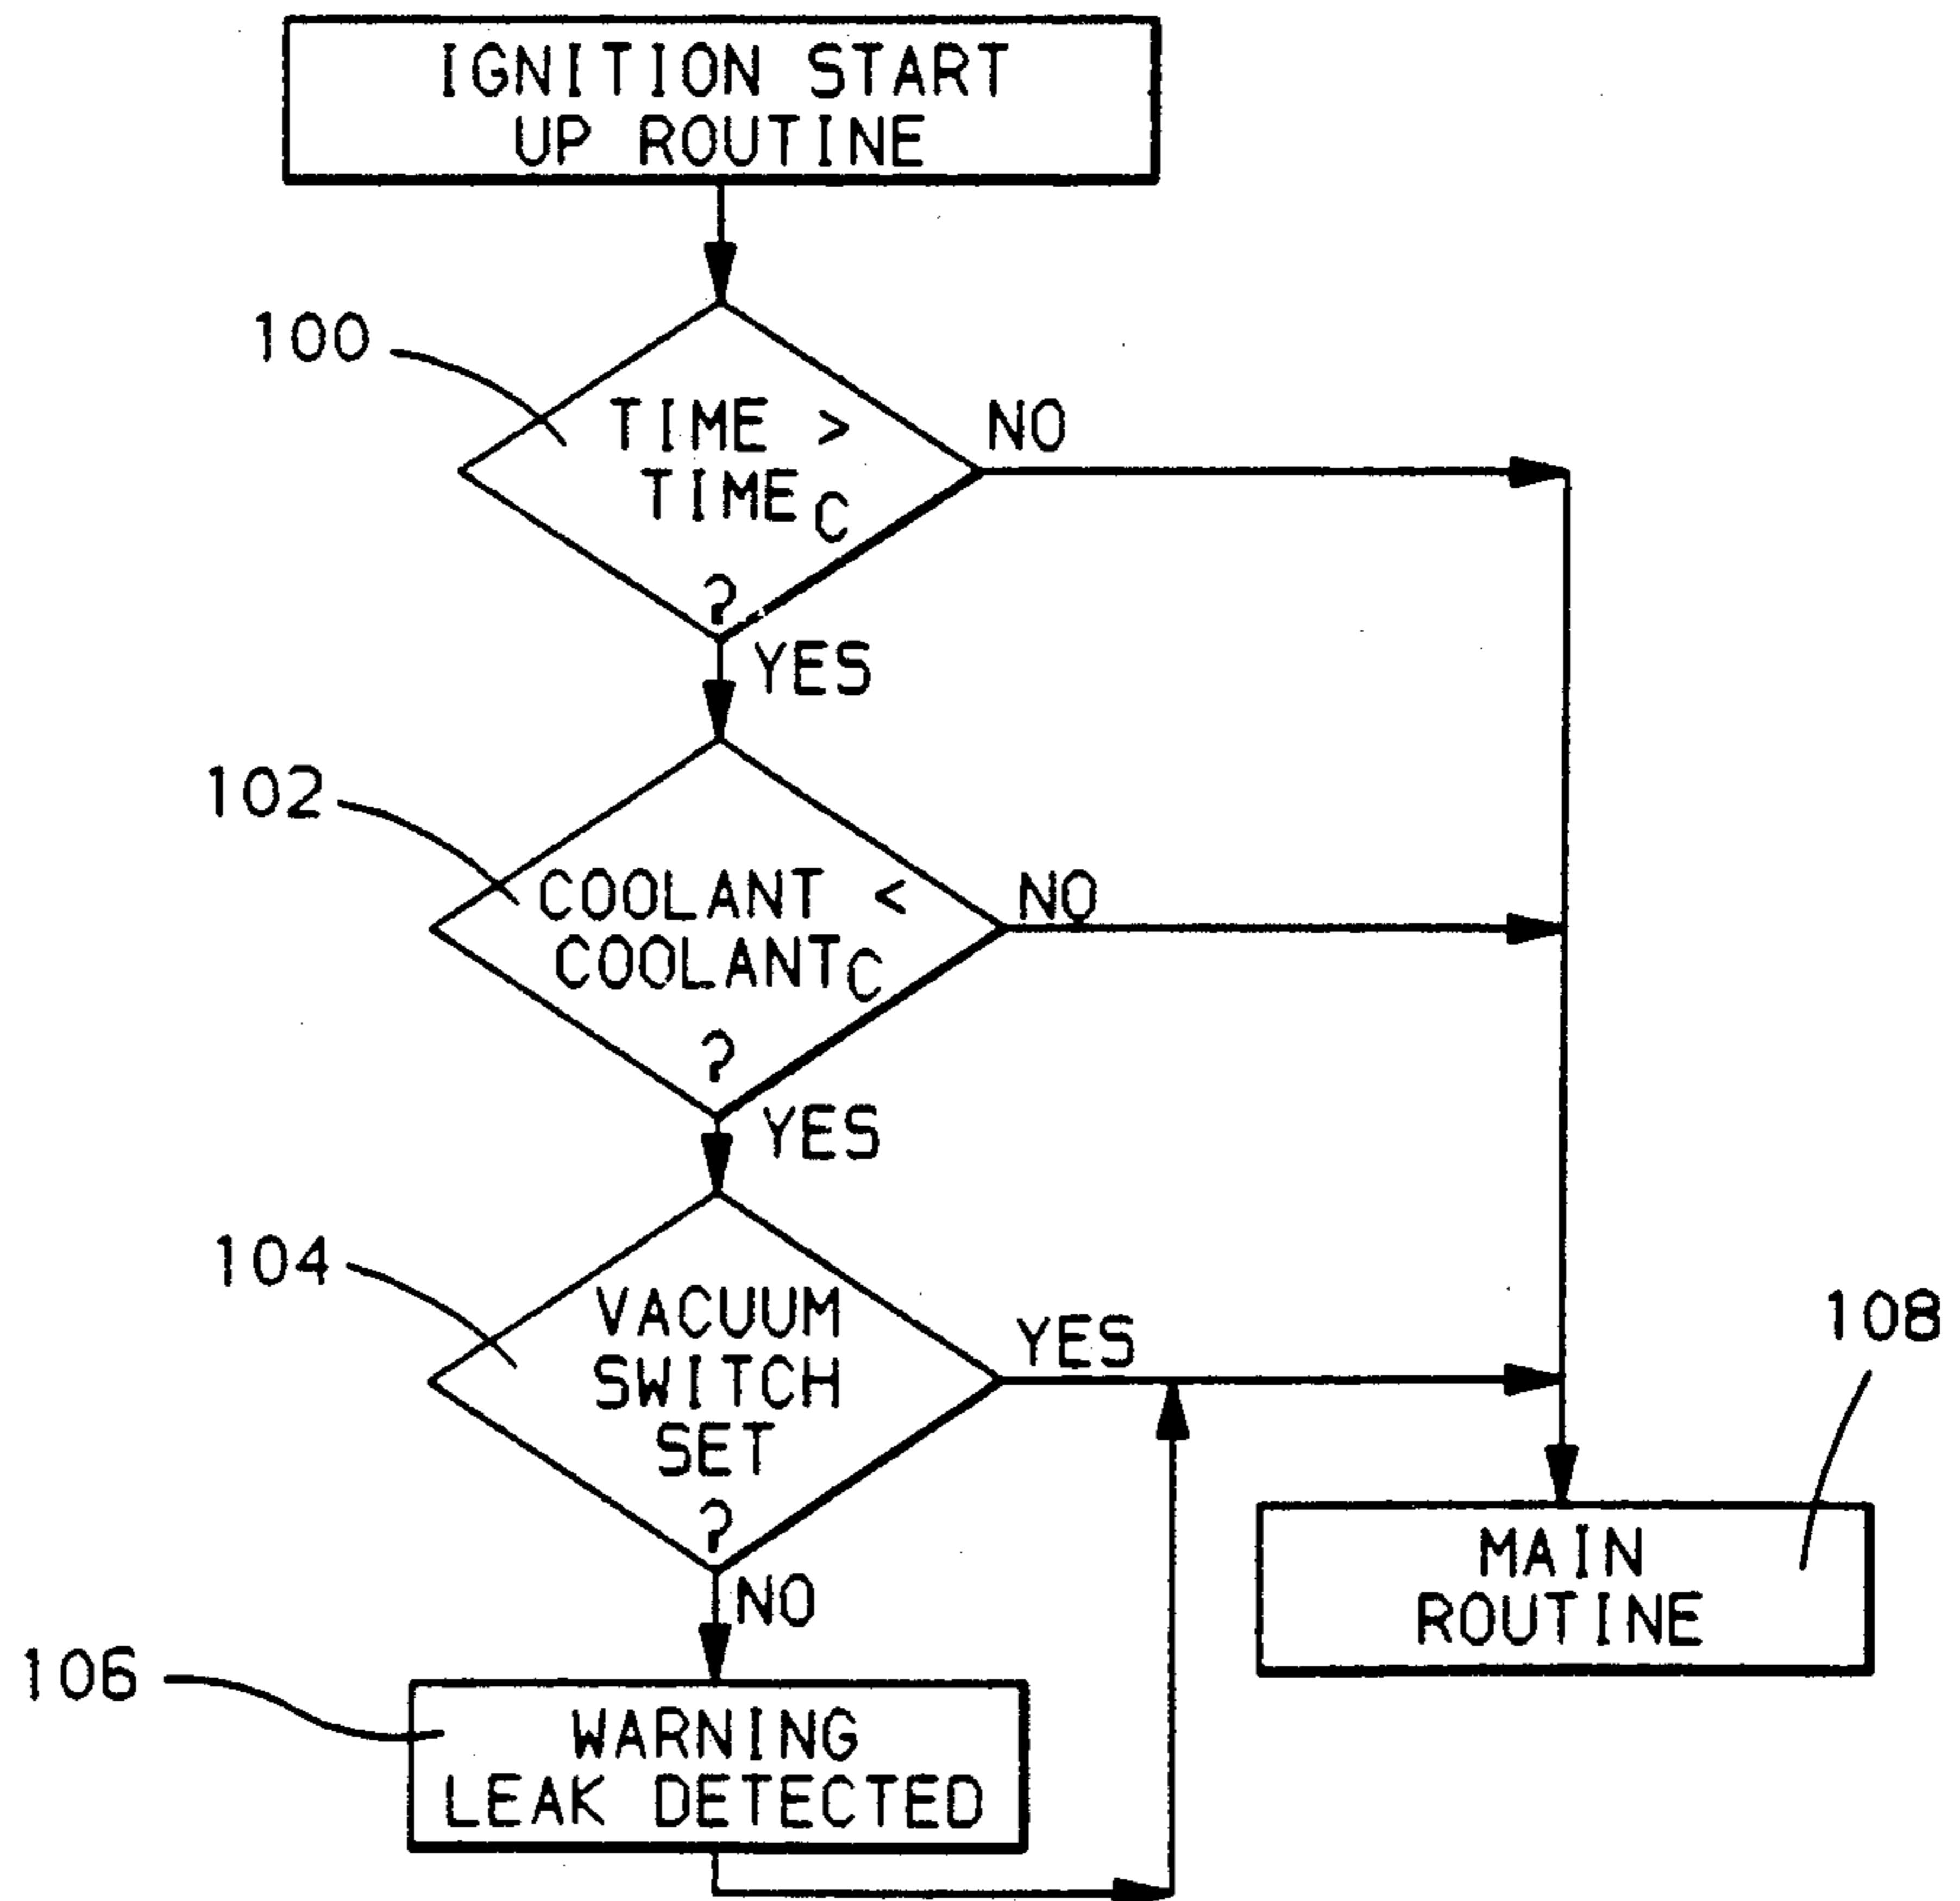 IGNITION START
UP ROUTINE
100
TIME >
TIMEC
?
NO
YES
102
COOLANT <
COOLANTC
?
NO
YES
104
VACUUM
SWITCH
SET
?
YES
NO
108
MAIN
ROUTINE
106
WARNING
LEAK DETECTED